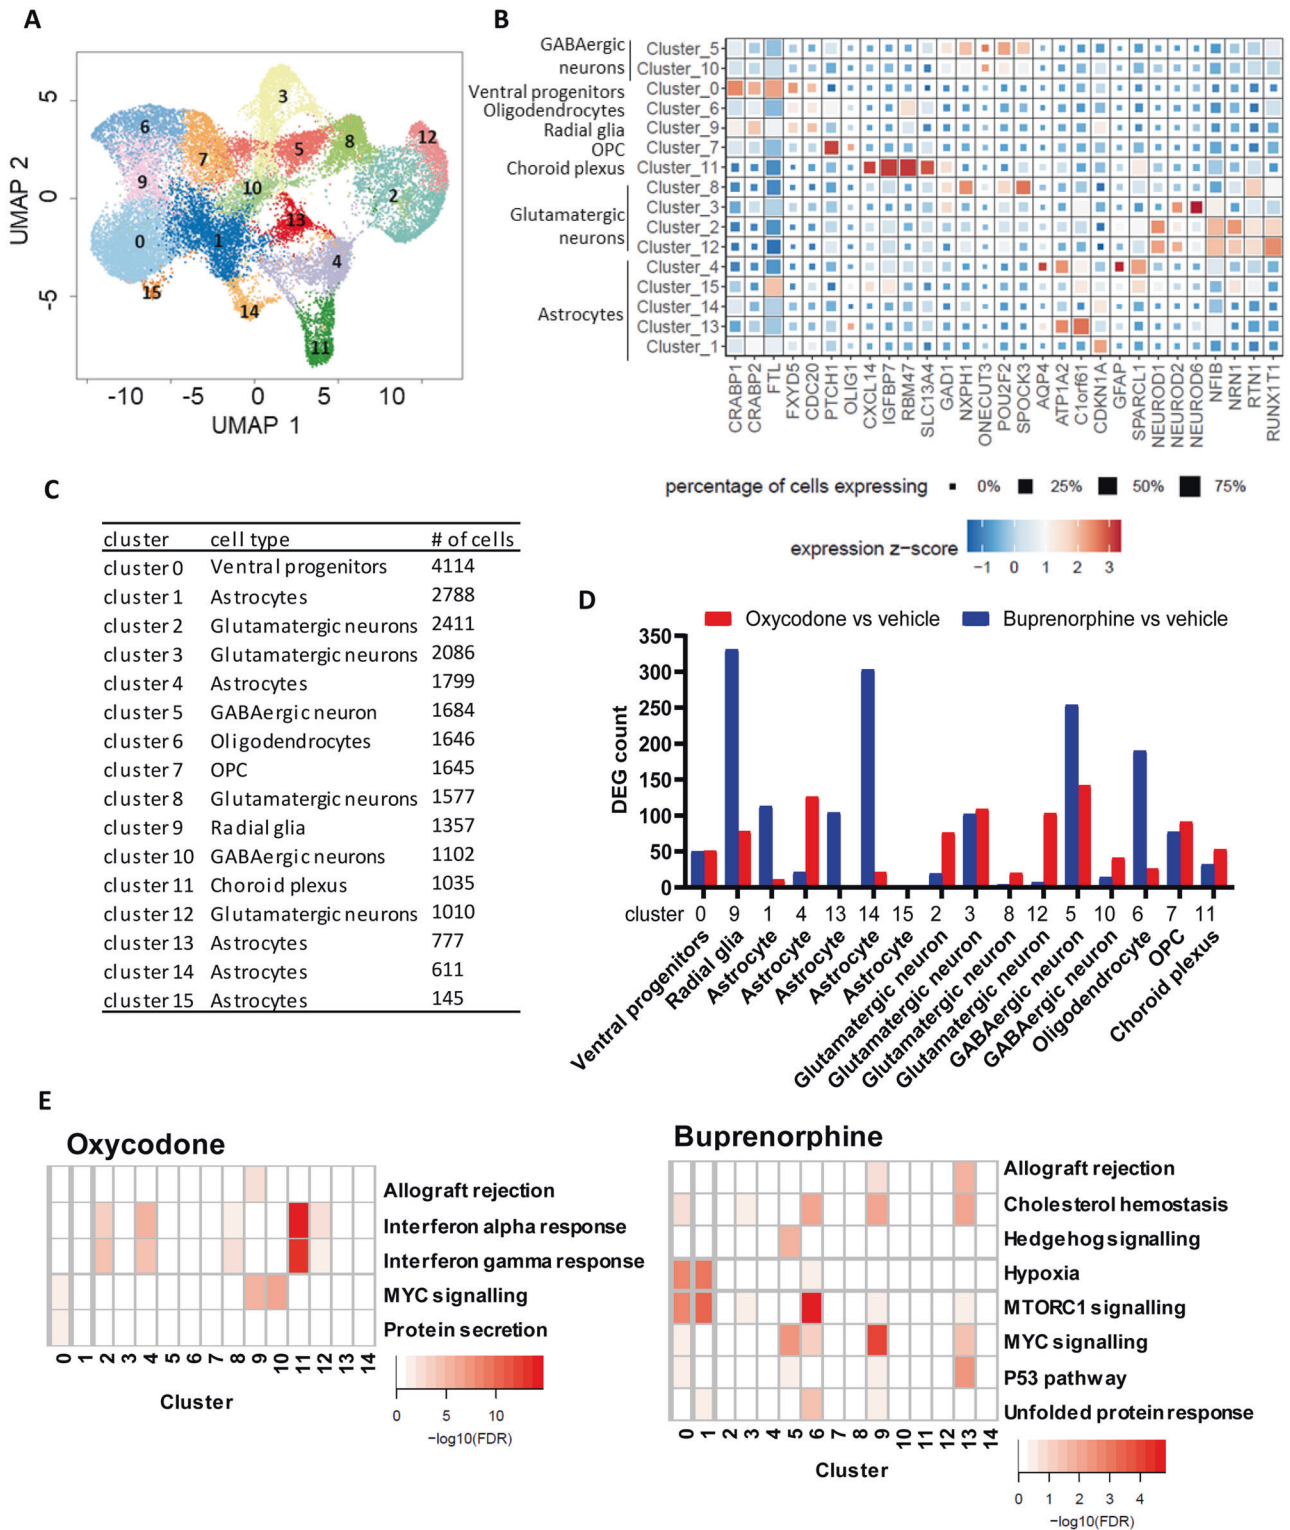 A
5
0
-5
UMAP 2
-10
-5
0
5
10
UMAP 1
3
6
12
5
8
7
9
10
2
13
0
1
4
15
14
11
B
GABAergic
neurons
Ventral progenitors
Oligodendrocytes
Radial glia
OPC
Choroid plexus
Glutamatergic
neurons
Astrocytes
Cluster_5
Cluster_10
Cluster_0
Cluster_6
Cluster_9
Cluster_7
Cluster_11
Cluster_8
Cluster_3
Cluster_2
Cluster_12
Cluster_4
Cluster_15
Cluster_14
Cluster_13
Cluster_1
CRABP1
CRABP2
FTL
FXYD5
CDC20
PTCH1
OLIG1
CXCL14
IGFBP7
RBM47
SLC13A4
GAD1
NXPH1
ONECUT3
POU2F2
SPOCK3
AQP4
ATP1A2
C1orf61
CDKN1A
GFAP
SPARCL1
NEUROD1
NEUROD2
NEUROD6
NFIB
NRN1
RTN1
RUNX1T1
percentage of cells expressing 0% 25% 50% 75%
expression z-score
−1 0 1 2 3
C
cluster cell type # of cells
cluster 0 Ventral progenitors 4114
cluster 1 Astrocytes 2788
cluster 2 Glutamatergic neurons 2411
cluster 3 Glutamatergic neurons 2086
cluster 4 Astrocytes 1799
cluster 5 GABAergic neuron 1684
cluster 6 Oligodendrocytes 1646
cluster 7 OPC 1645
cluster 8 Glutamatergic neurons 1577
cluster 9 Radial glia 1357
cluster 10 GABAergic neurons 1102
cluster 11 Choroid plexus 1035
cluster 12 Glutamatergic neurons 1010
cluster 13 Astrocytes 777
cluster 14 Astrocytes 611
cluster 15 Astrocytes 145
D
Oxycodone vs vehicle Buprenorphine vs vehicle
350
300
250
200
150
100
50
0
DEG count
cluster 0 9 1 4 13 14 15 2 3 8 12 5 10 6 7 11
Ventral progenitors
Radial glia
Astrocyte
Astrocyte
Astrocyte
Astrocyte
Astrocyte
Glutamatergic neuron
Glutamatergic neuron
Glutamatergic neuron
Glutamatergic neuron
GABAergic neuron
GABAergic neuron
Oligodendrocyte
OPC
Choroid plexus
E
Oxycodone
Allograft rejection
Interferon alpha response
Interferon gamma response
MYC signalling
Protein secretion
0 1 2 3 4 5 6 7 8 9 10 11 12 13 14
Cluster
0 5 10
−log10(FDR)
Buprenorphine
Allograft rejection
Cholesterol hemostasis
Hedgehog signalling
Hypoxia
MTORC1 signalling
MYC signalling
P53 pathway
Unfolded protein response
0 1 2 3 4 5 6 7 8 9 10 11 12 13 14
Cluster
0 1 2 3 4
−log10(FDR)